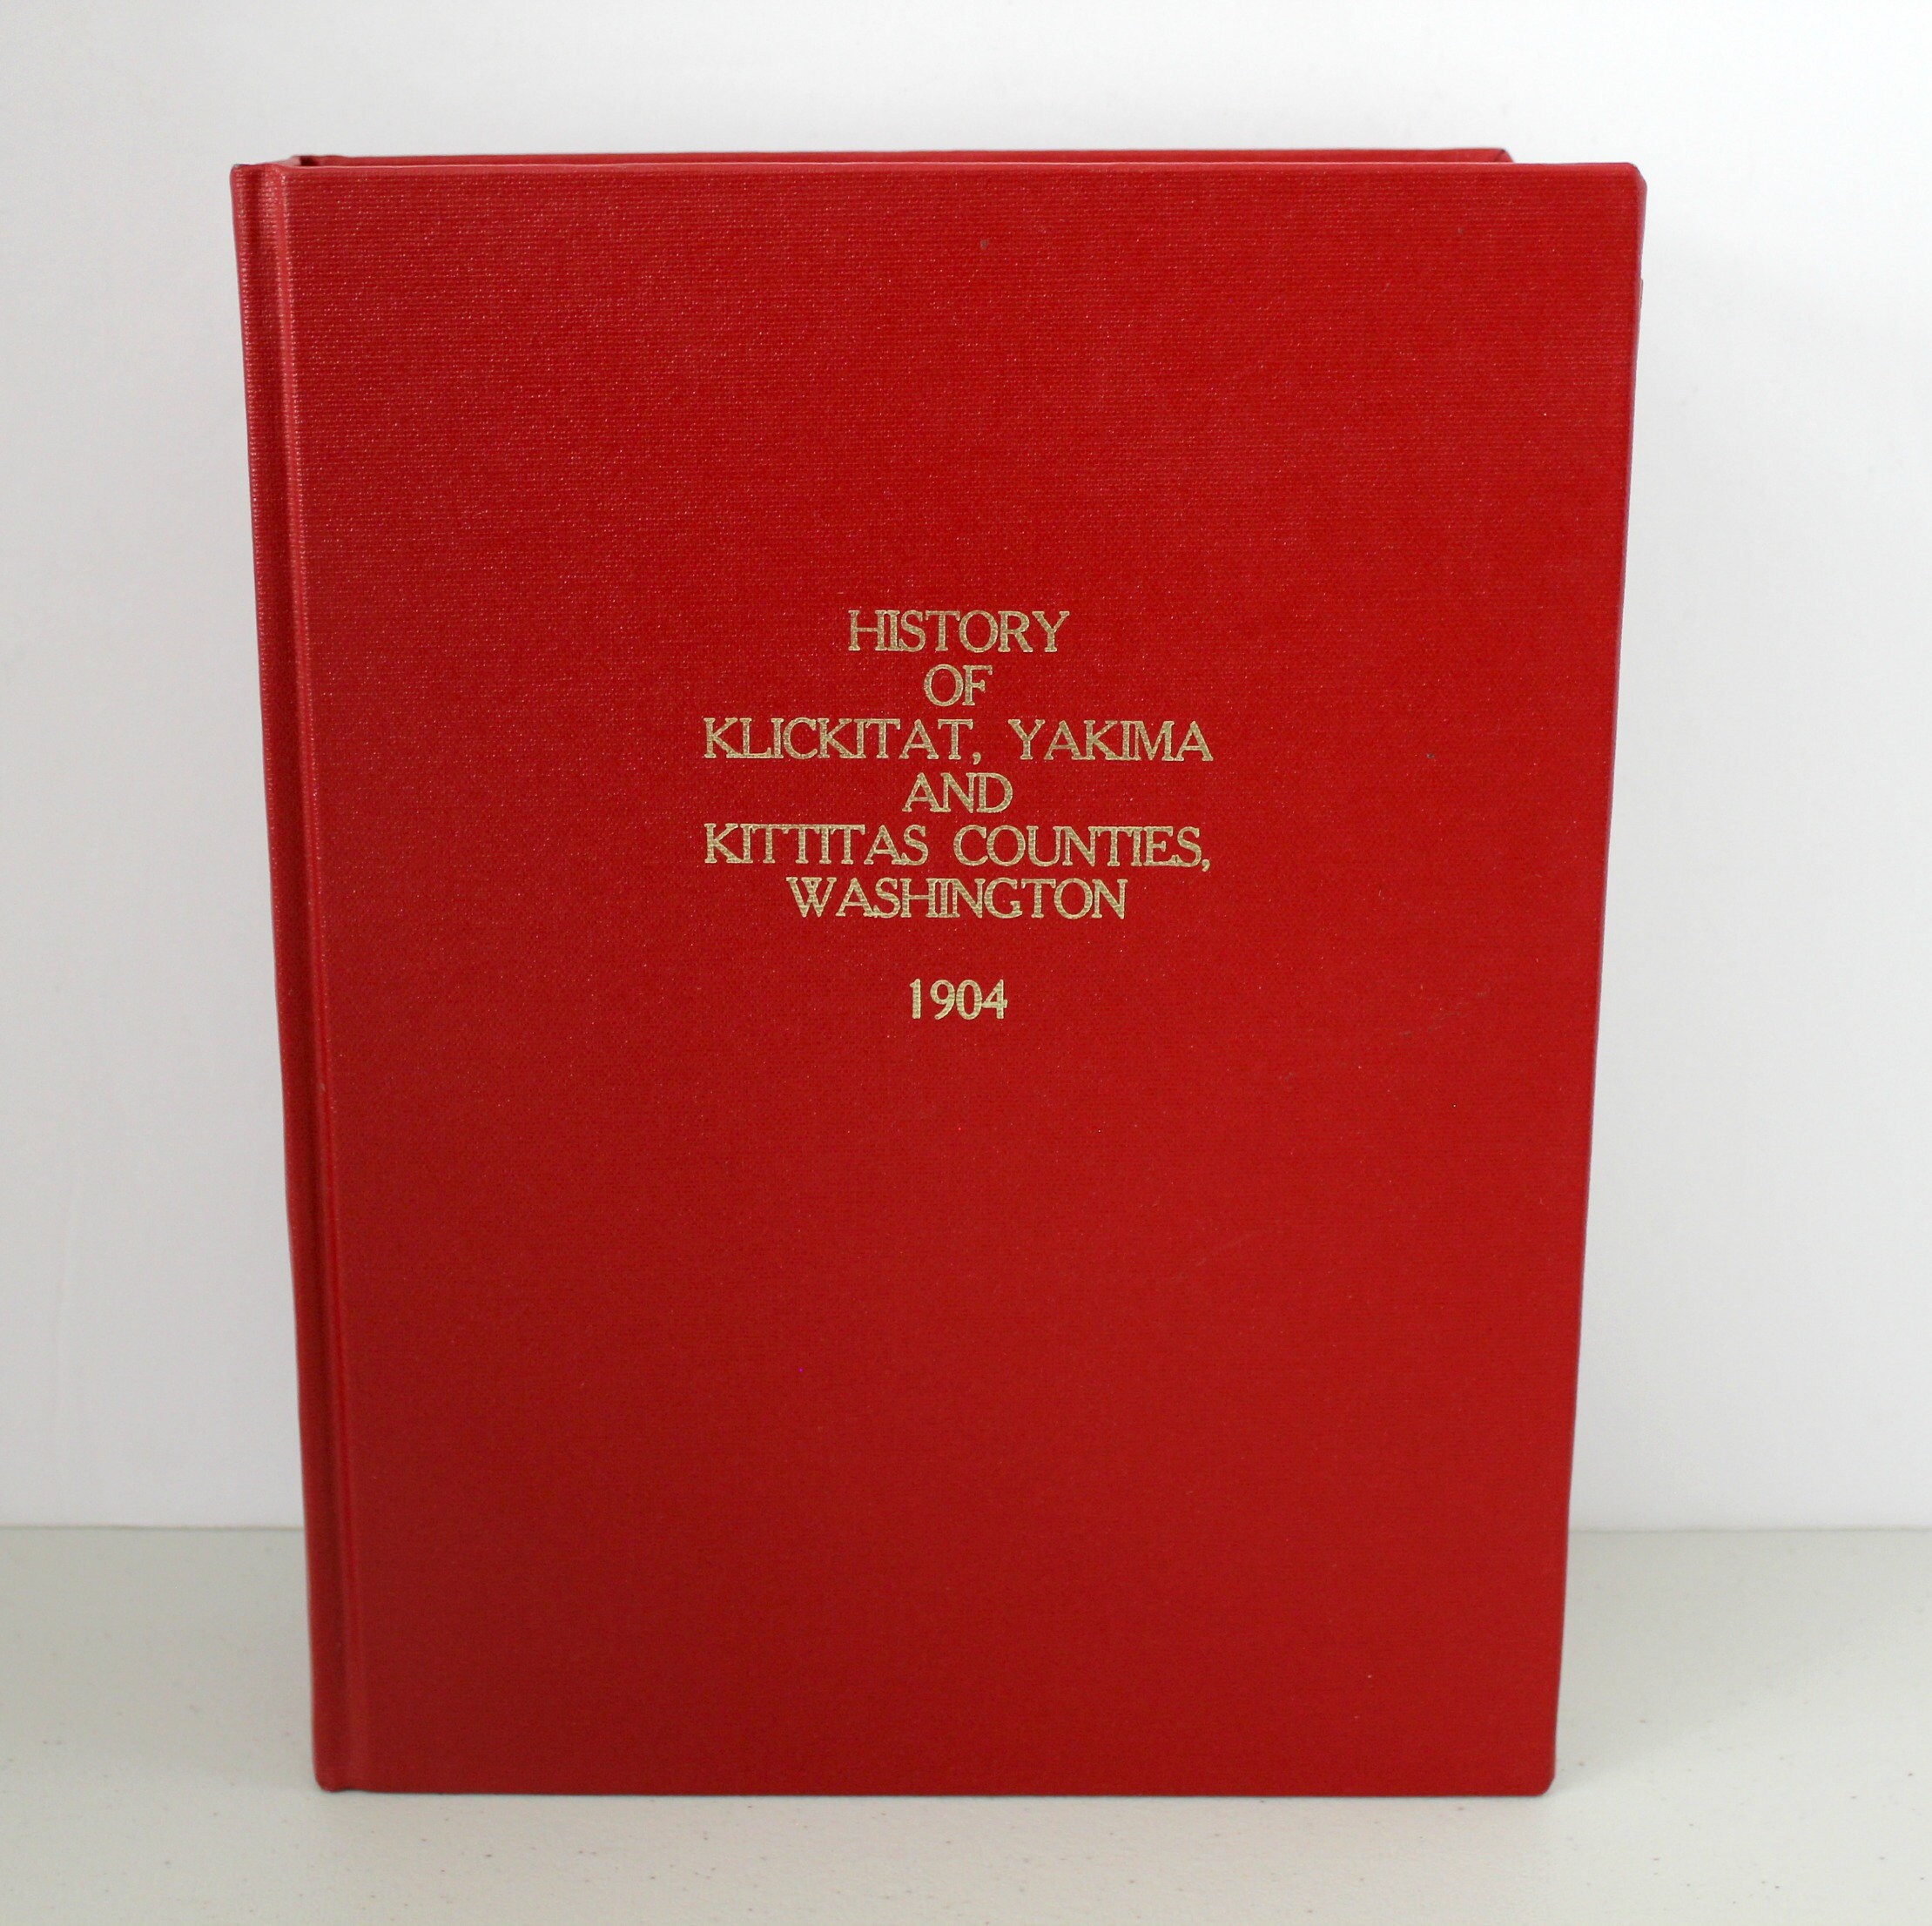 HISTORY
OF
KLICKITAT, YAKIMA
AND
KITTITAS COUNTIES,
WASHINGTON
1904